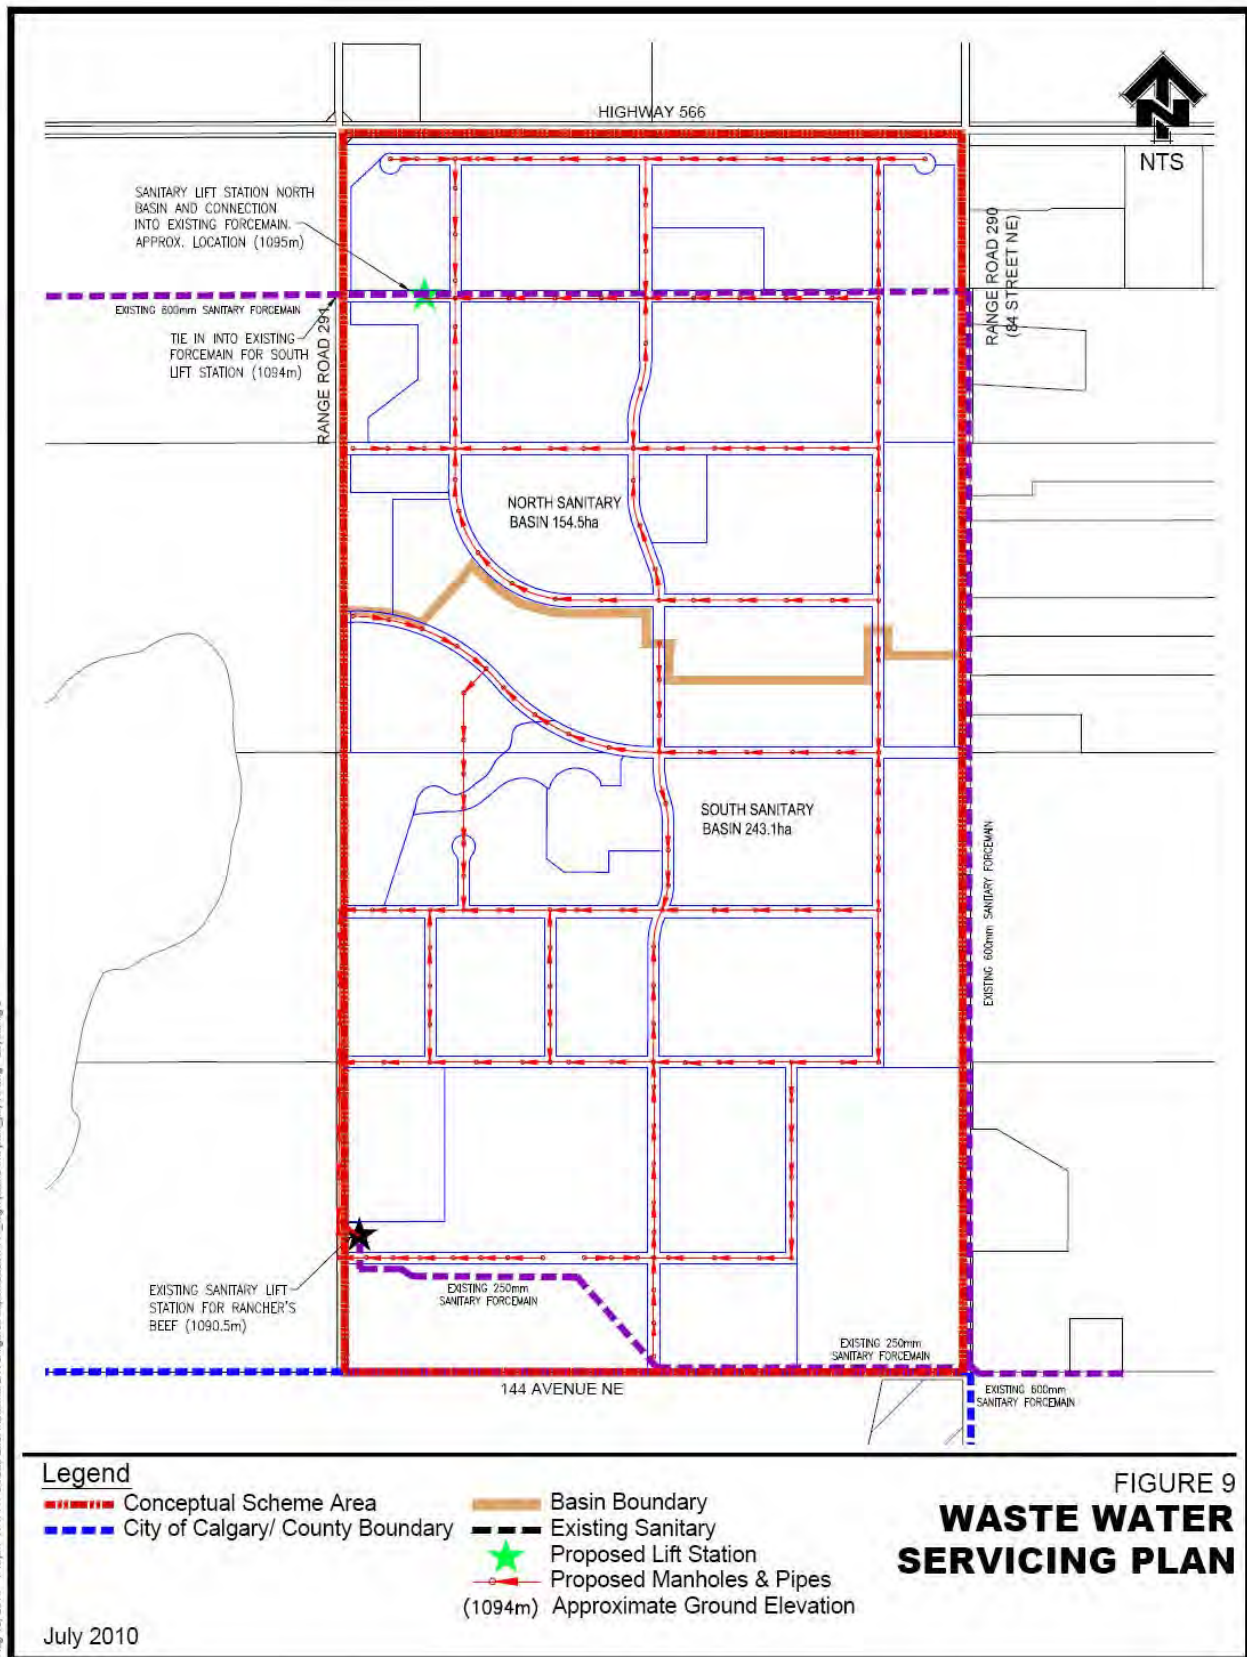 HIGHWAY 566
NTS
SANITARY LIFT STATION NORTH
BASIN AND CONNECTION
INTO EXISTING FORCEMAIN.
APPROX. LOCATION (1095m)
RANGE ROAD 290
(84 STREET NE)
EXISTING 600mm SANITARY FORCEMAIN
TIE IN INTO EXISTING
FORCEMAIN FOR SOUTH
LIFT STATION (1094m)
RANGE ROAD 291
NORTH SANITARY
BASIN 154.5ha
SOUTH SANITARY
BASIN 243.1ha
EXISTING 600mm SANITARY FORCEMAIN
EXISTING SANITARY LIFT
STATION FOR RANCHER'S
BEEF (1090.5m)
EXISTING 250mm
SANITARY FORCEMAIN
EXISTING 250mm
SANITARY FORCEMAIN
144 AVENUE NE
EXISTING 600mm
SANITARY FORCEMAIN
Legend
Conceptual Scheme Area
City of Calgary/ County Boundary
Basin Boundary
Existing Sanitary
Proposed Lift Station
Proposed Manholes & Pipes
(1094m) Approximate Ground Elevation
FIGURE 9
WASTE WATER
SERVICING PLAN
July 2010